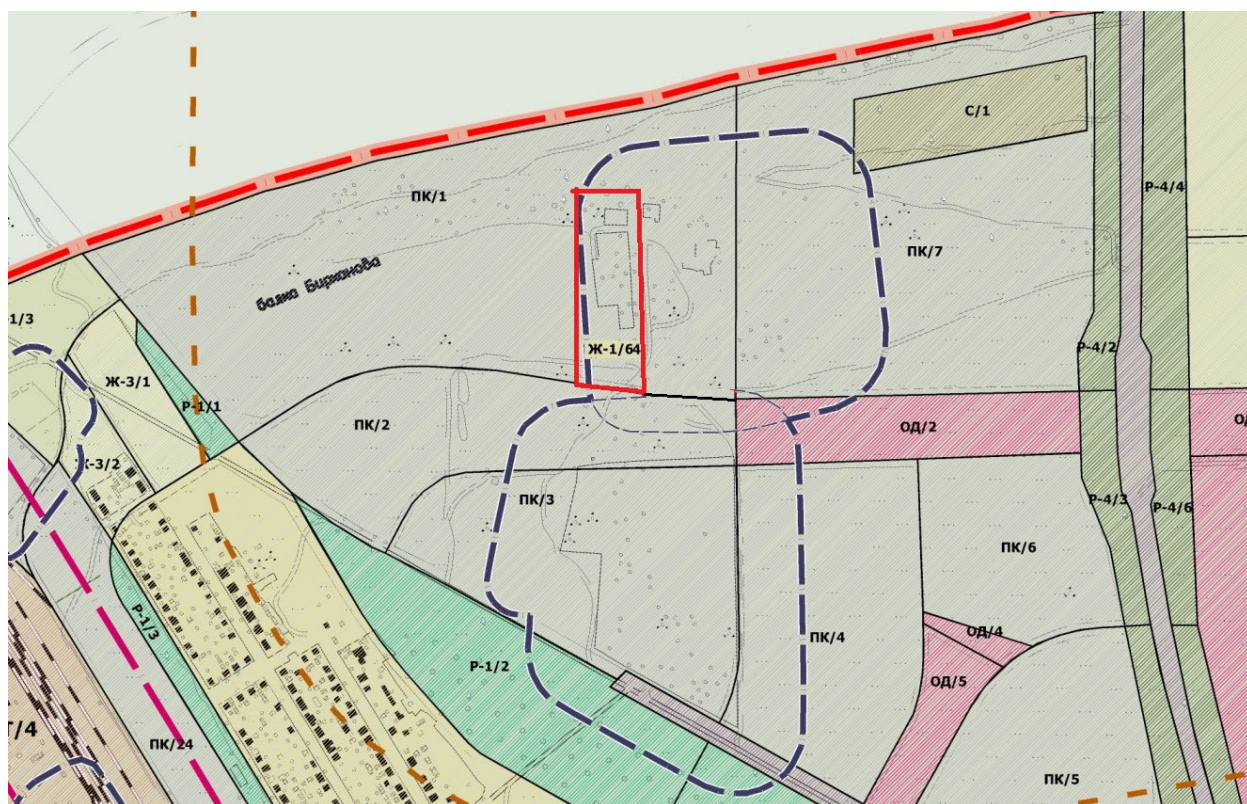 С/1
ПК/1
Р-4/4
ПК/7
балка Бирханова
-1/3
Р-4/2
Ж-1/64
Ж-3/1
Р-1/1
ПК/2
ОД/2
ОД
Ж-3/2
ПК/3
Р-4/3
Р-4/6
ПК/6
Р-1/3
ОД/4
ПК/4
Р-1/2
ОД/5
Т/4
ПК/24
ПК/5